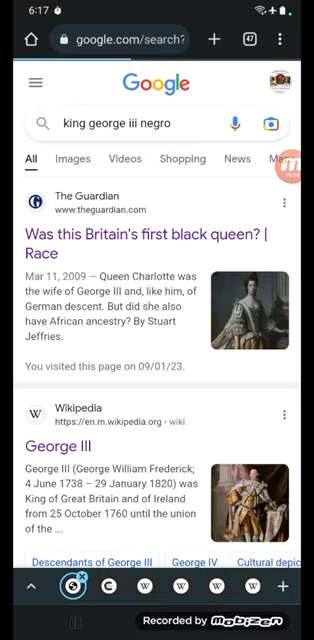 6:17
google.com/search?
47
Google
king george iii negro
All Images Videos Shopping News
19:09
The Guardian
www.theguardian.com
Was this Britain's first black queen? |
Race
Mar 11, 2009 — Queen Charlotte was
the wife of George III and, like him, of
German descent. But did she also
have African ancestry? By Stuart
Jeffries.
You visited this page on 09/01/23.
W
Wikipedia
https://en.m.wikipedia.org › wiki
George III
George III (George William Frederick;
4 June 1738 – 29 January 1820) was
King of Great Britain and of Ireland
from 25 October 1760 until the union
of the ...
Descendants of George III George IV Cultural depic
W W W W
Recorded by Mobizen